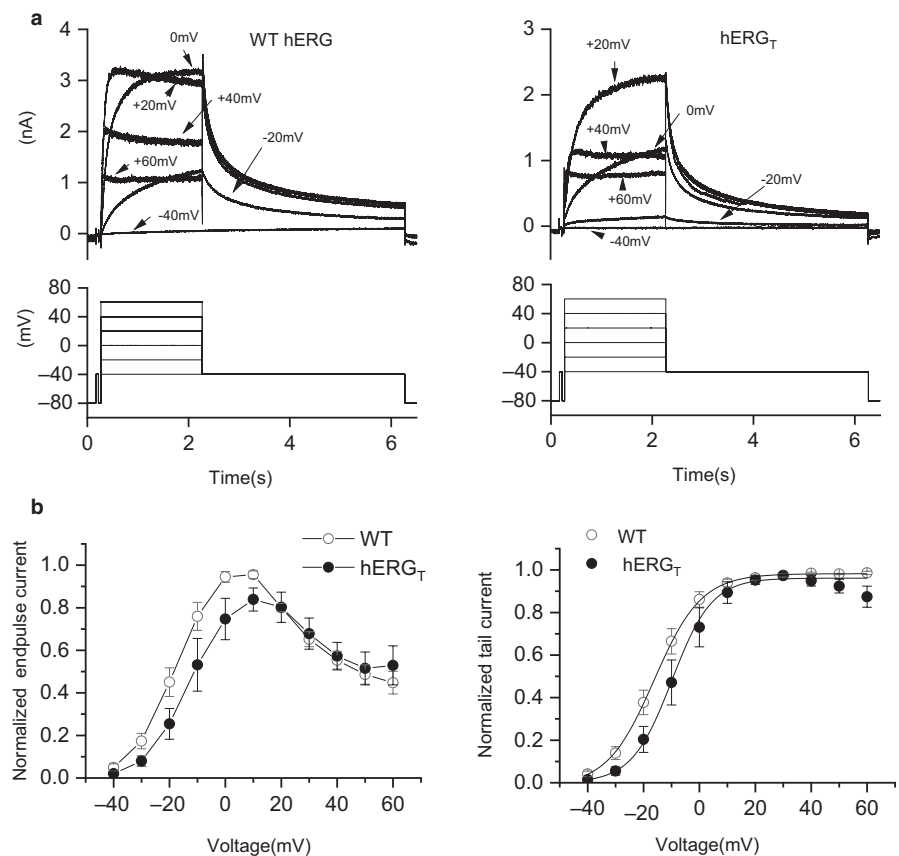 a
WT hERG
hERGT
(nA)
4
3
2
1
0
0mV
+20mV
+40mV
+60mV
-20mV
-40mV
3
2
1
0
+20mV
0mV
+40mV
+60mV
-20mV
-40mV
(mV)
80
40
0
−40
−80
0 2 4 6
Time(s)
80
40
0
−40
−80
0 2 4 6
Time(s)
b
WT
hERGT
Normalized endpulse current
1.0
0.8
0.6
0.4
0.2
0.0
−40 −20 0 20 40 60
Voltage(mV)
WT
hERGT
Normalized tail current
1.0
0.8
0.6
0.4
0.2
0.0
−40 −20 0 20 40 60
Voltage(mV)